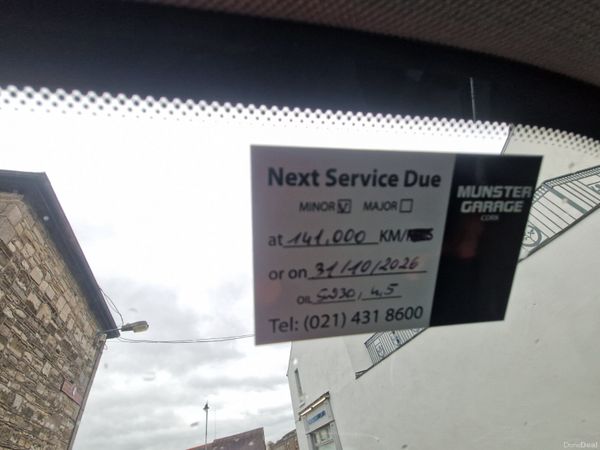 Next Service Due
MINOR ☑ MAJOR ☐
at 141,000 KM/
or on 31/10/2026
OIL 5W30, 4,5
Tel: (021) 431 8600
MUNSTER
GARAGE
CORK
DoneDeal